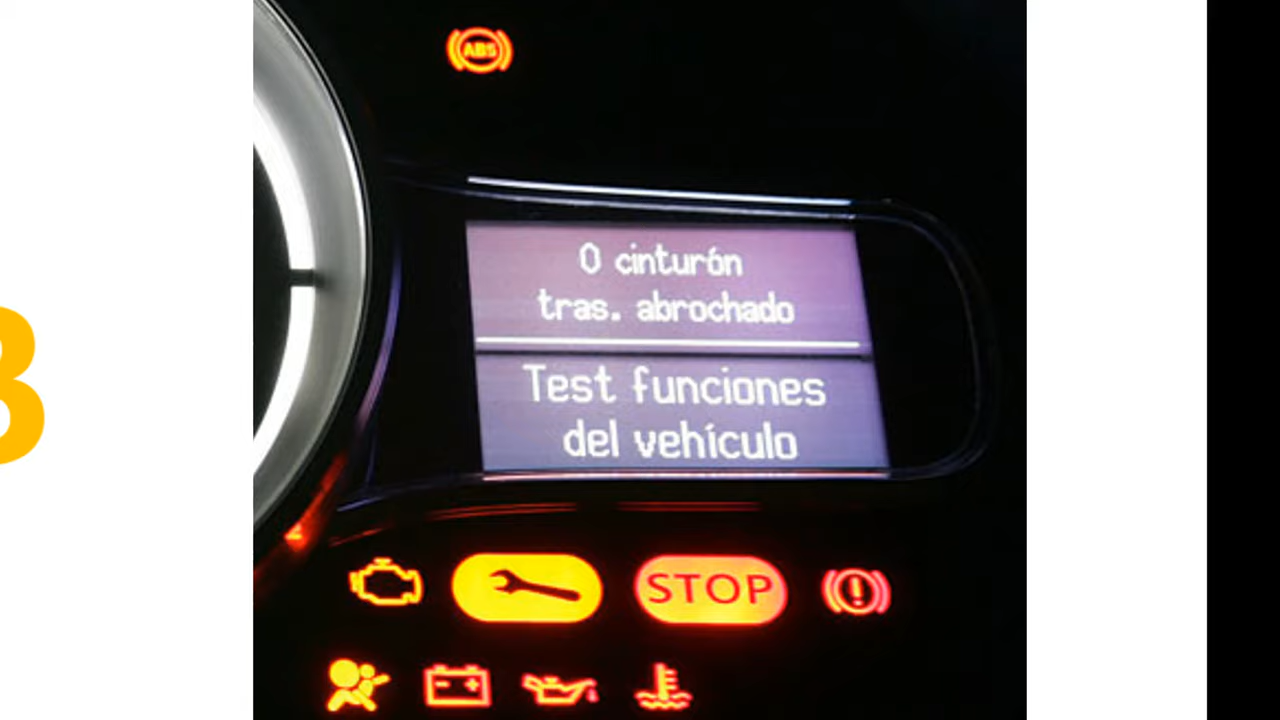 ABS
0 cinturón
tras. abrochado
Test funciones
del vehículo
STOP